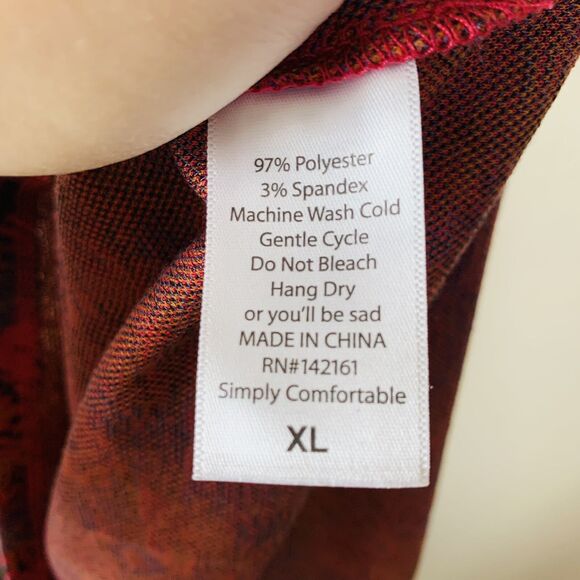 97% Polyester
3% Spandex
Machine Wash Cold
Gentle Cycle
Do Not Bleach
Hang Dry
or you'll be sad
MADE IN CHINA
RN#142161
Simply Comfortable
XL